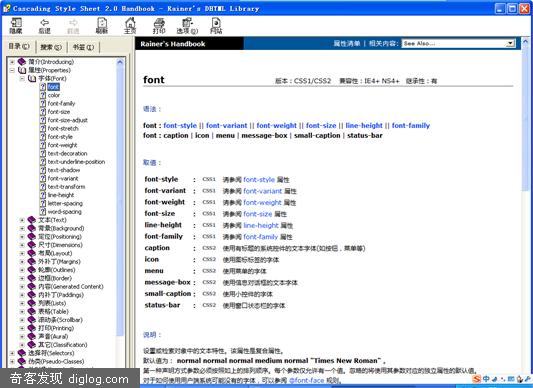 Cascading Style Sheet 2.0 Handbook - Rainer's DHTML Library
隐藏 后退 前进 刷新 主页 打印 选项(O) 网站
目录(C) 搜索(S) 书签(I)
简介(Introducing)
属性(Properties)
字体(Font)
font
color
font-family
font-size
font-size-adjust
font-stretch
font-style
font-weight
text-decoration
text-underline-position
text-shadow
font-variant
text-transform
line-height
letter-spacing
word-spacing
文本(Text)
背景(Background)
定位(Positioning)
尺寸(Dimensions)
布局(Layout)
外补丁(Margins)
轮廓(Outlines)
边框(Border)
内容(Generated Content)
内补丁(Paddings)
列表(Lists)
表格(Table)
滚动条(Scrollbar)
打印(Printing)
声音(Aural)
其它(Classification)
选择符(Selectors)
伪类(Pseudo-Classes)
Rainer's Handbook 属性清单 | 相关内容: See Also...
font 版本:CSS1/CSS2 兼容性:IE4+ NS4+ 继承性:有
语法:
font : font-style || font-variant || font-weight || font-size || line-height || font-family
font : caption | icon | menu | message-box | small-caption | status-bar
取值:
font-style : CSS1 请参阅 font-style 属性
font-variant : CSS1 请参阅 font-variant 属性
font-weight : CSS1 请参阅 font-weight 属性
font-size : CSS1 请参阅 font-size 属性
line-height : CSS1 请参阅 line-height 属性
font-family : CSS1 请参阅 font-family 属性
caption : CSS2 使用有标题的系统控件的文本字体(如按钮,菜单等)
icon : CSS2 使用图标标签的字体
menu : CSS2 使用菜单的字体
message-box : CSS2 使用信息对话框的文本字体
small-caption : CSS2 使用小控件的字体
status-bar : CSS2 使用窗口状态栏的字体
说明:
设置或检索对象中的文本特性。该属性是复合属性。
默认值为: normal normal normal medium normal "Times New Roman" 。
第一种声明方式参数必须按照如上的排列顺序。每个参数仅允许有一个值。忽略的将使用其参数对应的独立属性的默认值。
对于如何使用用户端系统可能没有的字体,可以参阅 @font-face 规则。
奇客发现 diglog.com